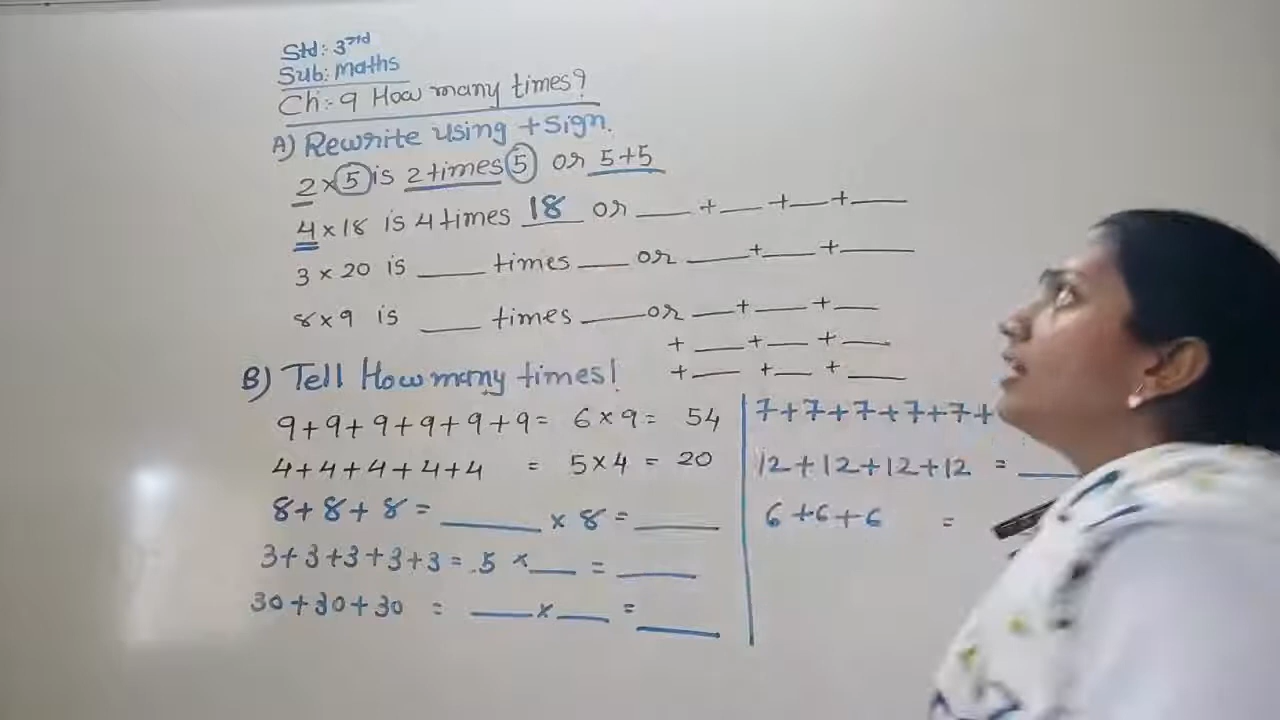 Std:- 3rd
Sub: Maths
Ch:- 9 How many times?
A) Rewrite using + Sign.
2 × 5 is 2 times 5 or 5+5
4 × 18 is 4 times 18 or ___ + ___ + ___ + ___
3 × 20 is ___ times ___ or ___ + ___ + ___
8 × 9 is ___ times ___ or ___ + ___ + ___
+ ___ + ___ + ___
+ ___ + ___ + ___
B) Tell How many times!
9+9+9+9+9+9= 6×9= 54
4+4+4+4+4 = 5×4 = 20
8+8+8 = ___ × 8 = ___
3+3+3+3+3 = 5 × ___ = ___
30+30+30 = ___ × ___ = ___
7+7+7+7+7+
12+12+12+12 = ___
6+6+6 =